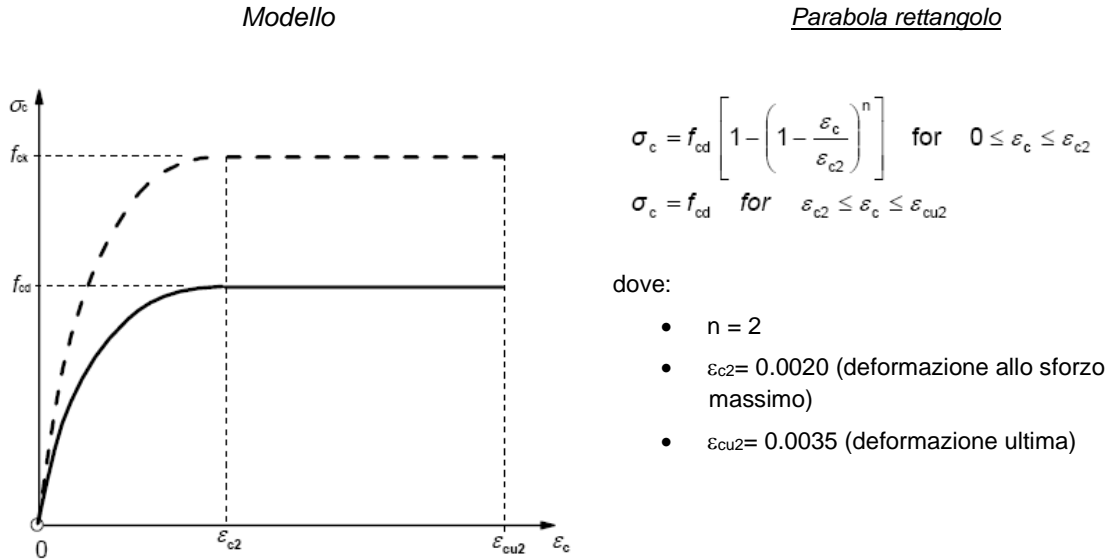 Modello
Parabola rettangolo
σc
fck
fcd
0
εc2
εcu2
εc
σc = fcd [1 − (1 − εc/εc2)^n] for 0 ≤ εc ≤ εc2
σc = fcd for εc2 ≤ εc ≤ εcu2
dove:
• n = 2
• εc2= 0.0020 (deformazione allo sforzo
massimo)
• εcu2= 0.0035 (deformazione ultima)